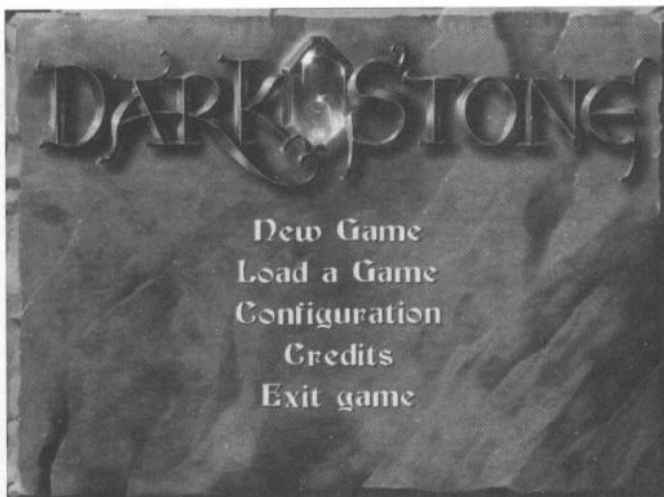 DARKSTONE
New Game
Load a Game
Configuration
Credits
Exit game